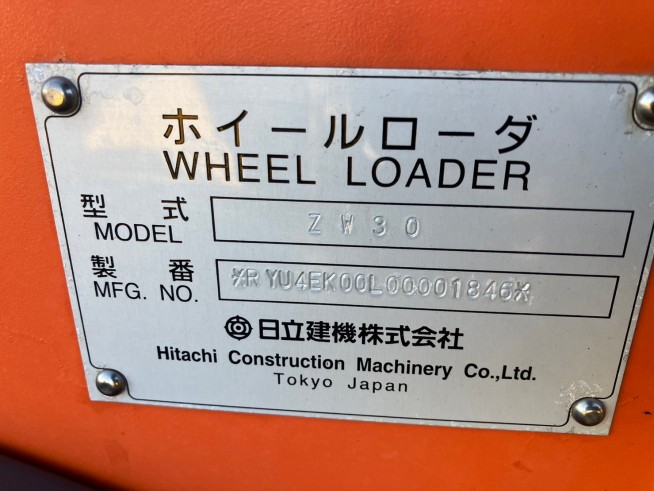 ホイールローダ
WHEEL LOADER
型式 ZW30
MODEL
製番 *RYU4EK00L00001846*
MFG. NO.
日立建機株式会社
Hitachi Construction Machinery Co.,Ltd.
Tokyo Japan